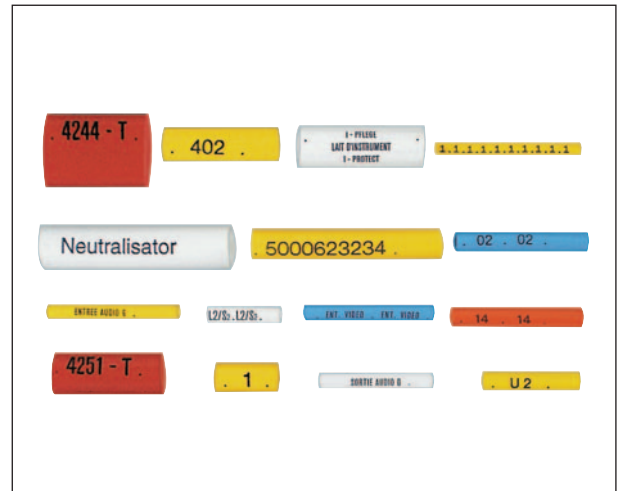 . 4244 - T .
. 402 .
I - PFLEGE
LAIT D'INSTRUMENT
I - PROTECT
1.1.1.1.1.1.1.1.1.1
Neutralisator
. 5000623234 .
. 02 . 02 .
ENTREE AUDIO G .
L2/S3 . L2/S3 .
. ENT. VIDEO . ENT. VIDEO
. 14 . 14 .
. 4251 - T .
. 1 .
SORTIE AUDIO D .
. U 2 .